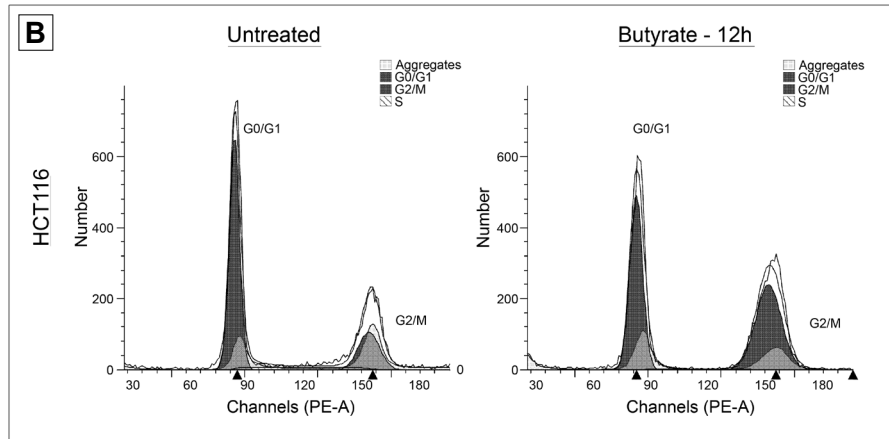 B
Untreated
Aggregates
G0/G1
G2/M
S
G0/G1
G2/M
600
400
200
0
Number
HCT116
30 60 90 120 150 180
0
Channels (PE-A)
Butyrate - 12h
Aggregates
G0/G1
G2/M
S
G0/G1
G2/M
600
400
200
0
Number
30 60 90 120 150 180
Channels (PE-A)